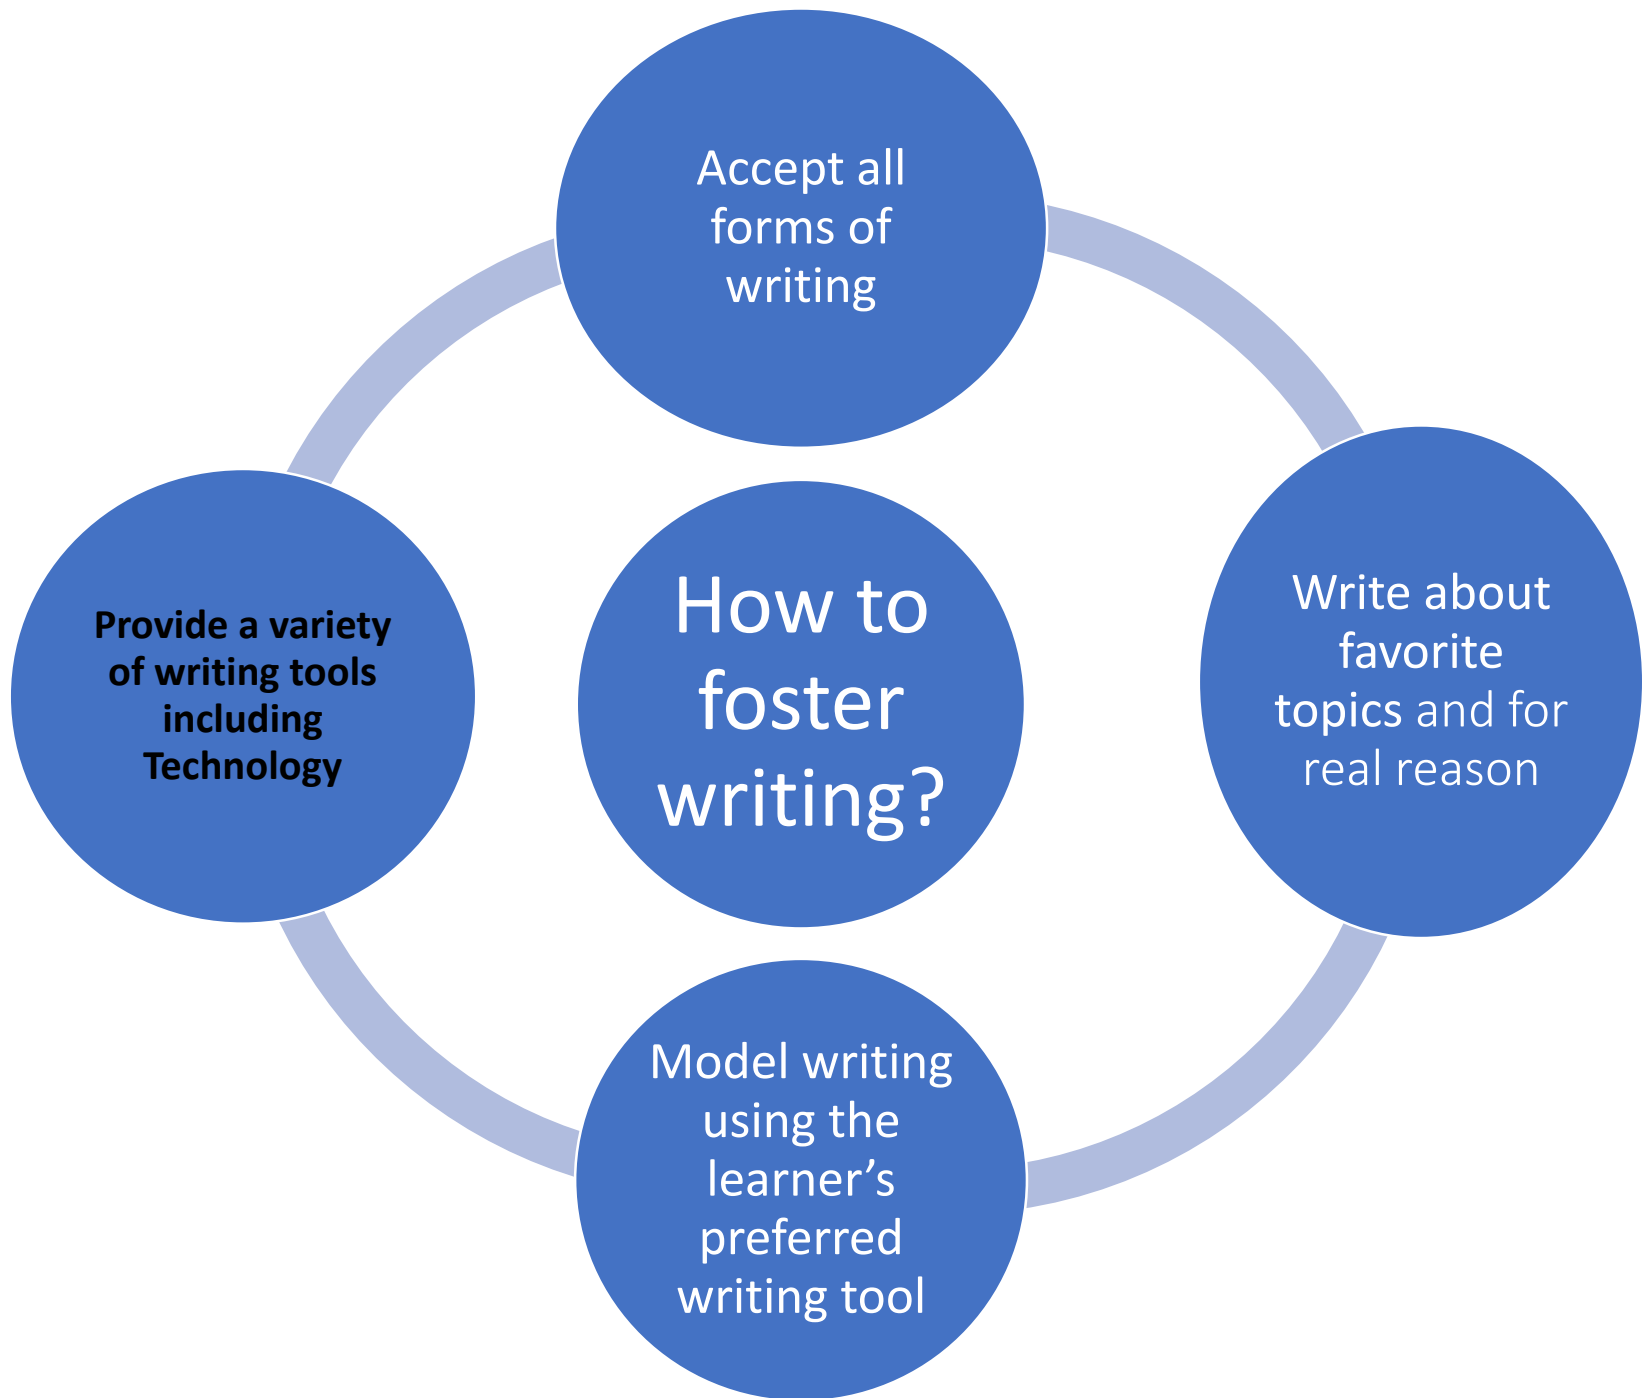 Accept all
forms of
writing
Provide a variety
of writing tools
including
Technology
How to
foster
writing?
Write about
favorite
topics and for
real reason
Model writing
using the
learner’s
preferred
writing tool